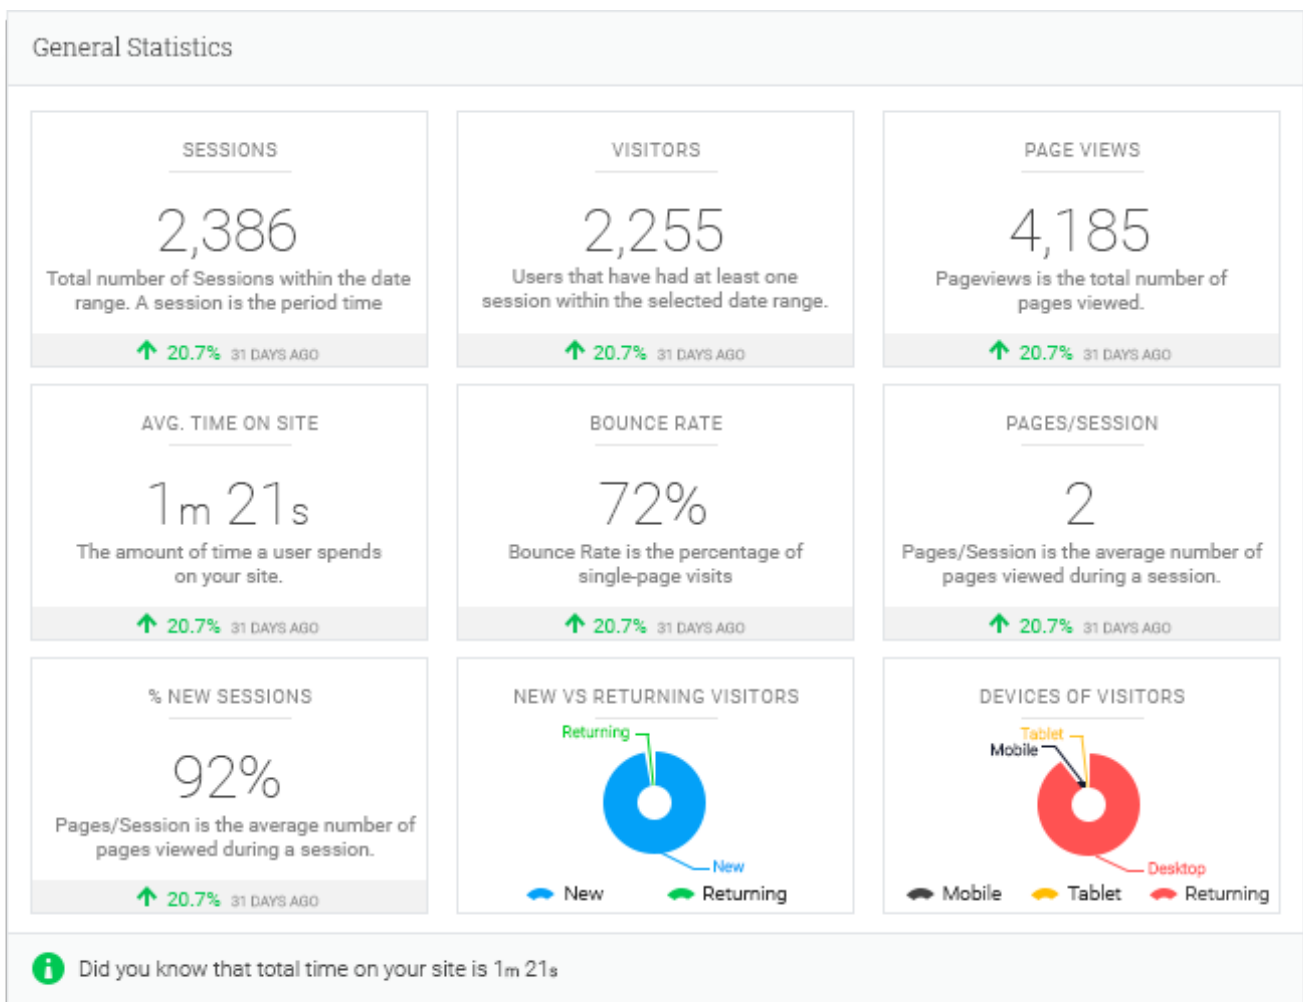 General Statistics
SESSIONS
2,386
Total number of Sessions within the date
range. A session is the period time
20.7% 31 DAYS AGO
VISITORS
2,255
Users that have had at least one
session within the selected date range.
20.7% 31 DAYS AGO
PAGE VIEWS
4,185
Pageviews is the total number of
pages viewed.
20.7% 31 DAYS AGO
AVG. TIME ON SITE
1m 21s
The amount of time a user spends
on your site.
20.7% 31 DAYS AGO
BOUNCE RATE
72%
Bounce Rate is the percentage of
single-page visits
20.7% 31 DAYS AGO
PAGES/SESSION
2
Pages/Session is the average number of
pages viewed during a session.
20.7% 31 DAYS AGO
% NEW SESSIONS
92%
Pages/Session is the average number of
pages viewed during a session.
20.7% 31 DAYS AGO
NEW VS RETURNING VISITORS
Returning
New
New Returning
DEVICES OF VISITORS
Tablet
Mobile
Desktop
Mobile Tablet Returning
Did you know that total time on your site is 1m 21s